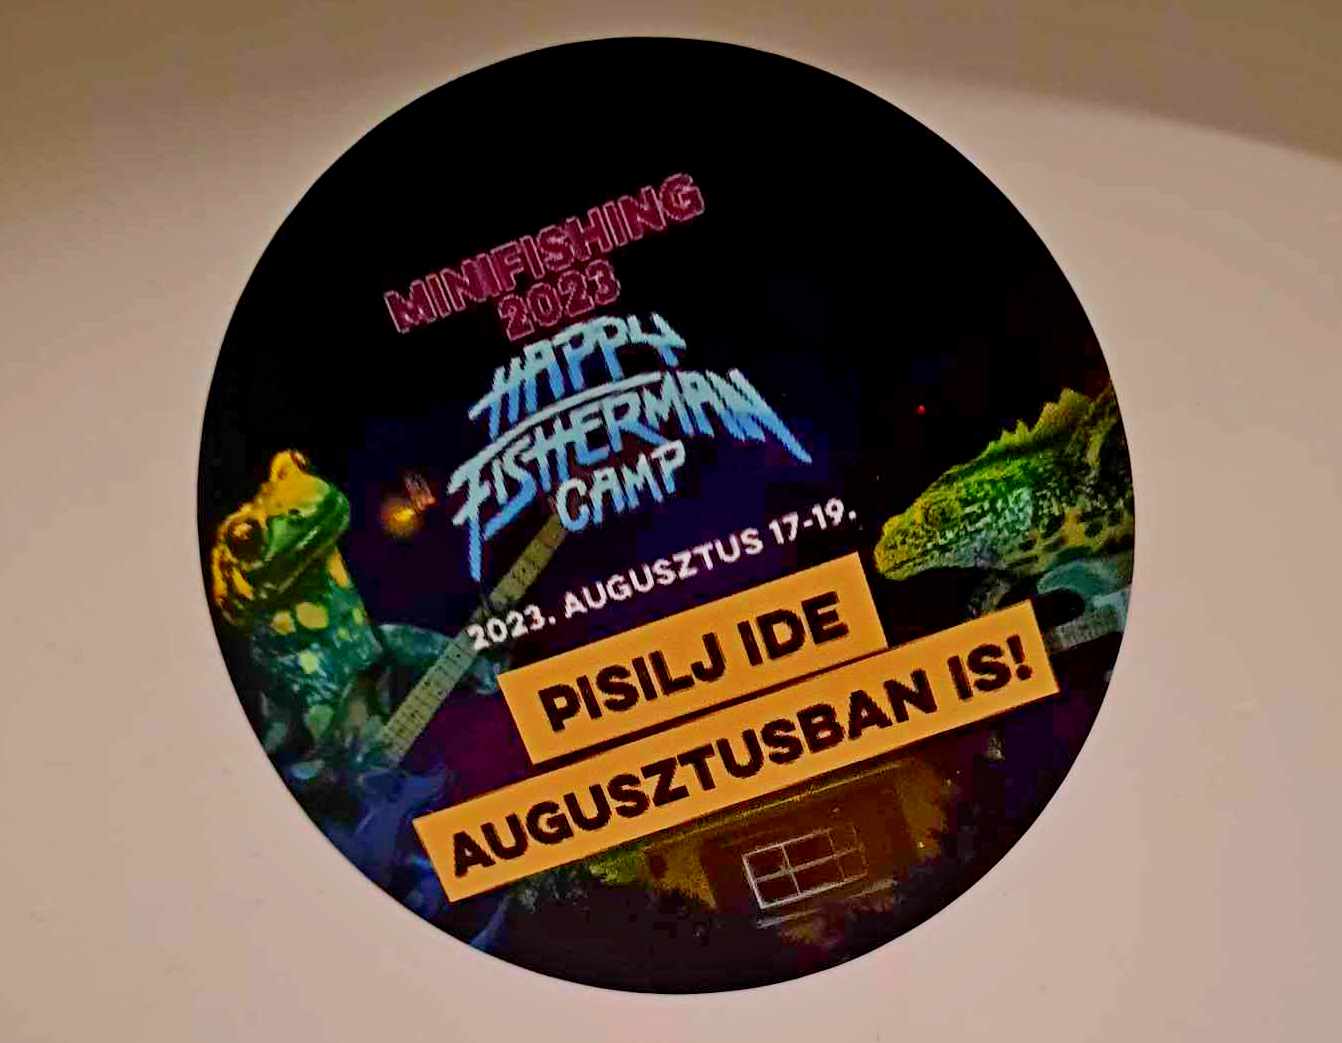 MINIFISHING
2023
HAPPY
FISHERMAN
CAMP
2023. AUGUSZTUS 17-19.
PISILJ IDE
AUGUSZTUSBAN IS!